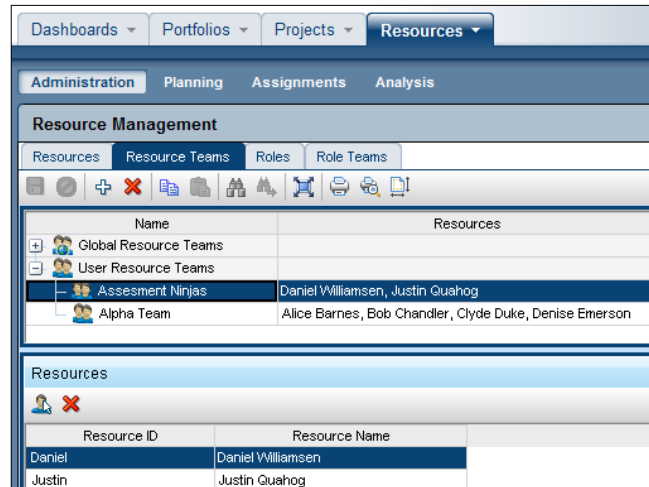 Dashboards Portfolios Projects Resources
Administration Planning Assignments Analysis
Resource Management
Resources Resource Teams Roles Role Teams
Name Resources
Global Resource Teams
User Resource Teams
Assesment Ninjas Daniel Williamsen, Justin Quahog
Alpha Team Alice Barnes, Bob Chandler, Clyde Duke, Denise Emerson
Resources
Resource ID Resource Name
Daniel Daniel Williamsen
Justin Justin Quahog